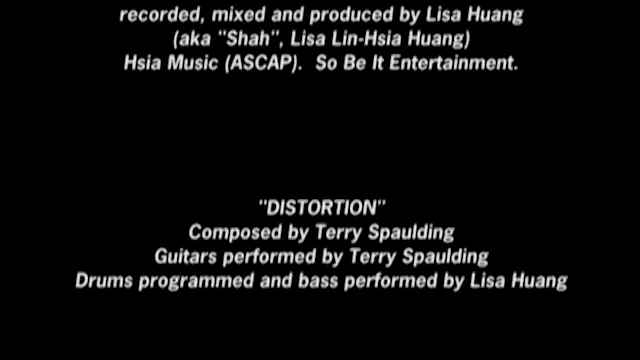 recorded, mixed and produced by Lisa Huang
(aka "Shah", Lisa Lin-Hsia Huang)
Hsia Music (ASCAP).  So Be It Entertainment.
"DISTORTION"
Composed by Terry Spaulding
Guitars performed by Terry Spaulding
Drums programmed and bass performed by Lisa Huang